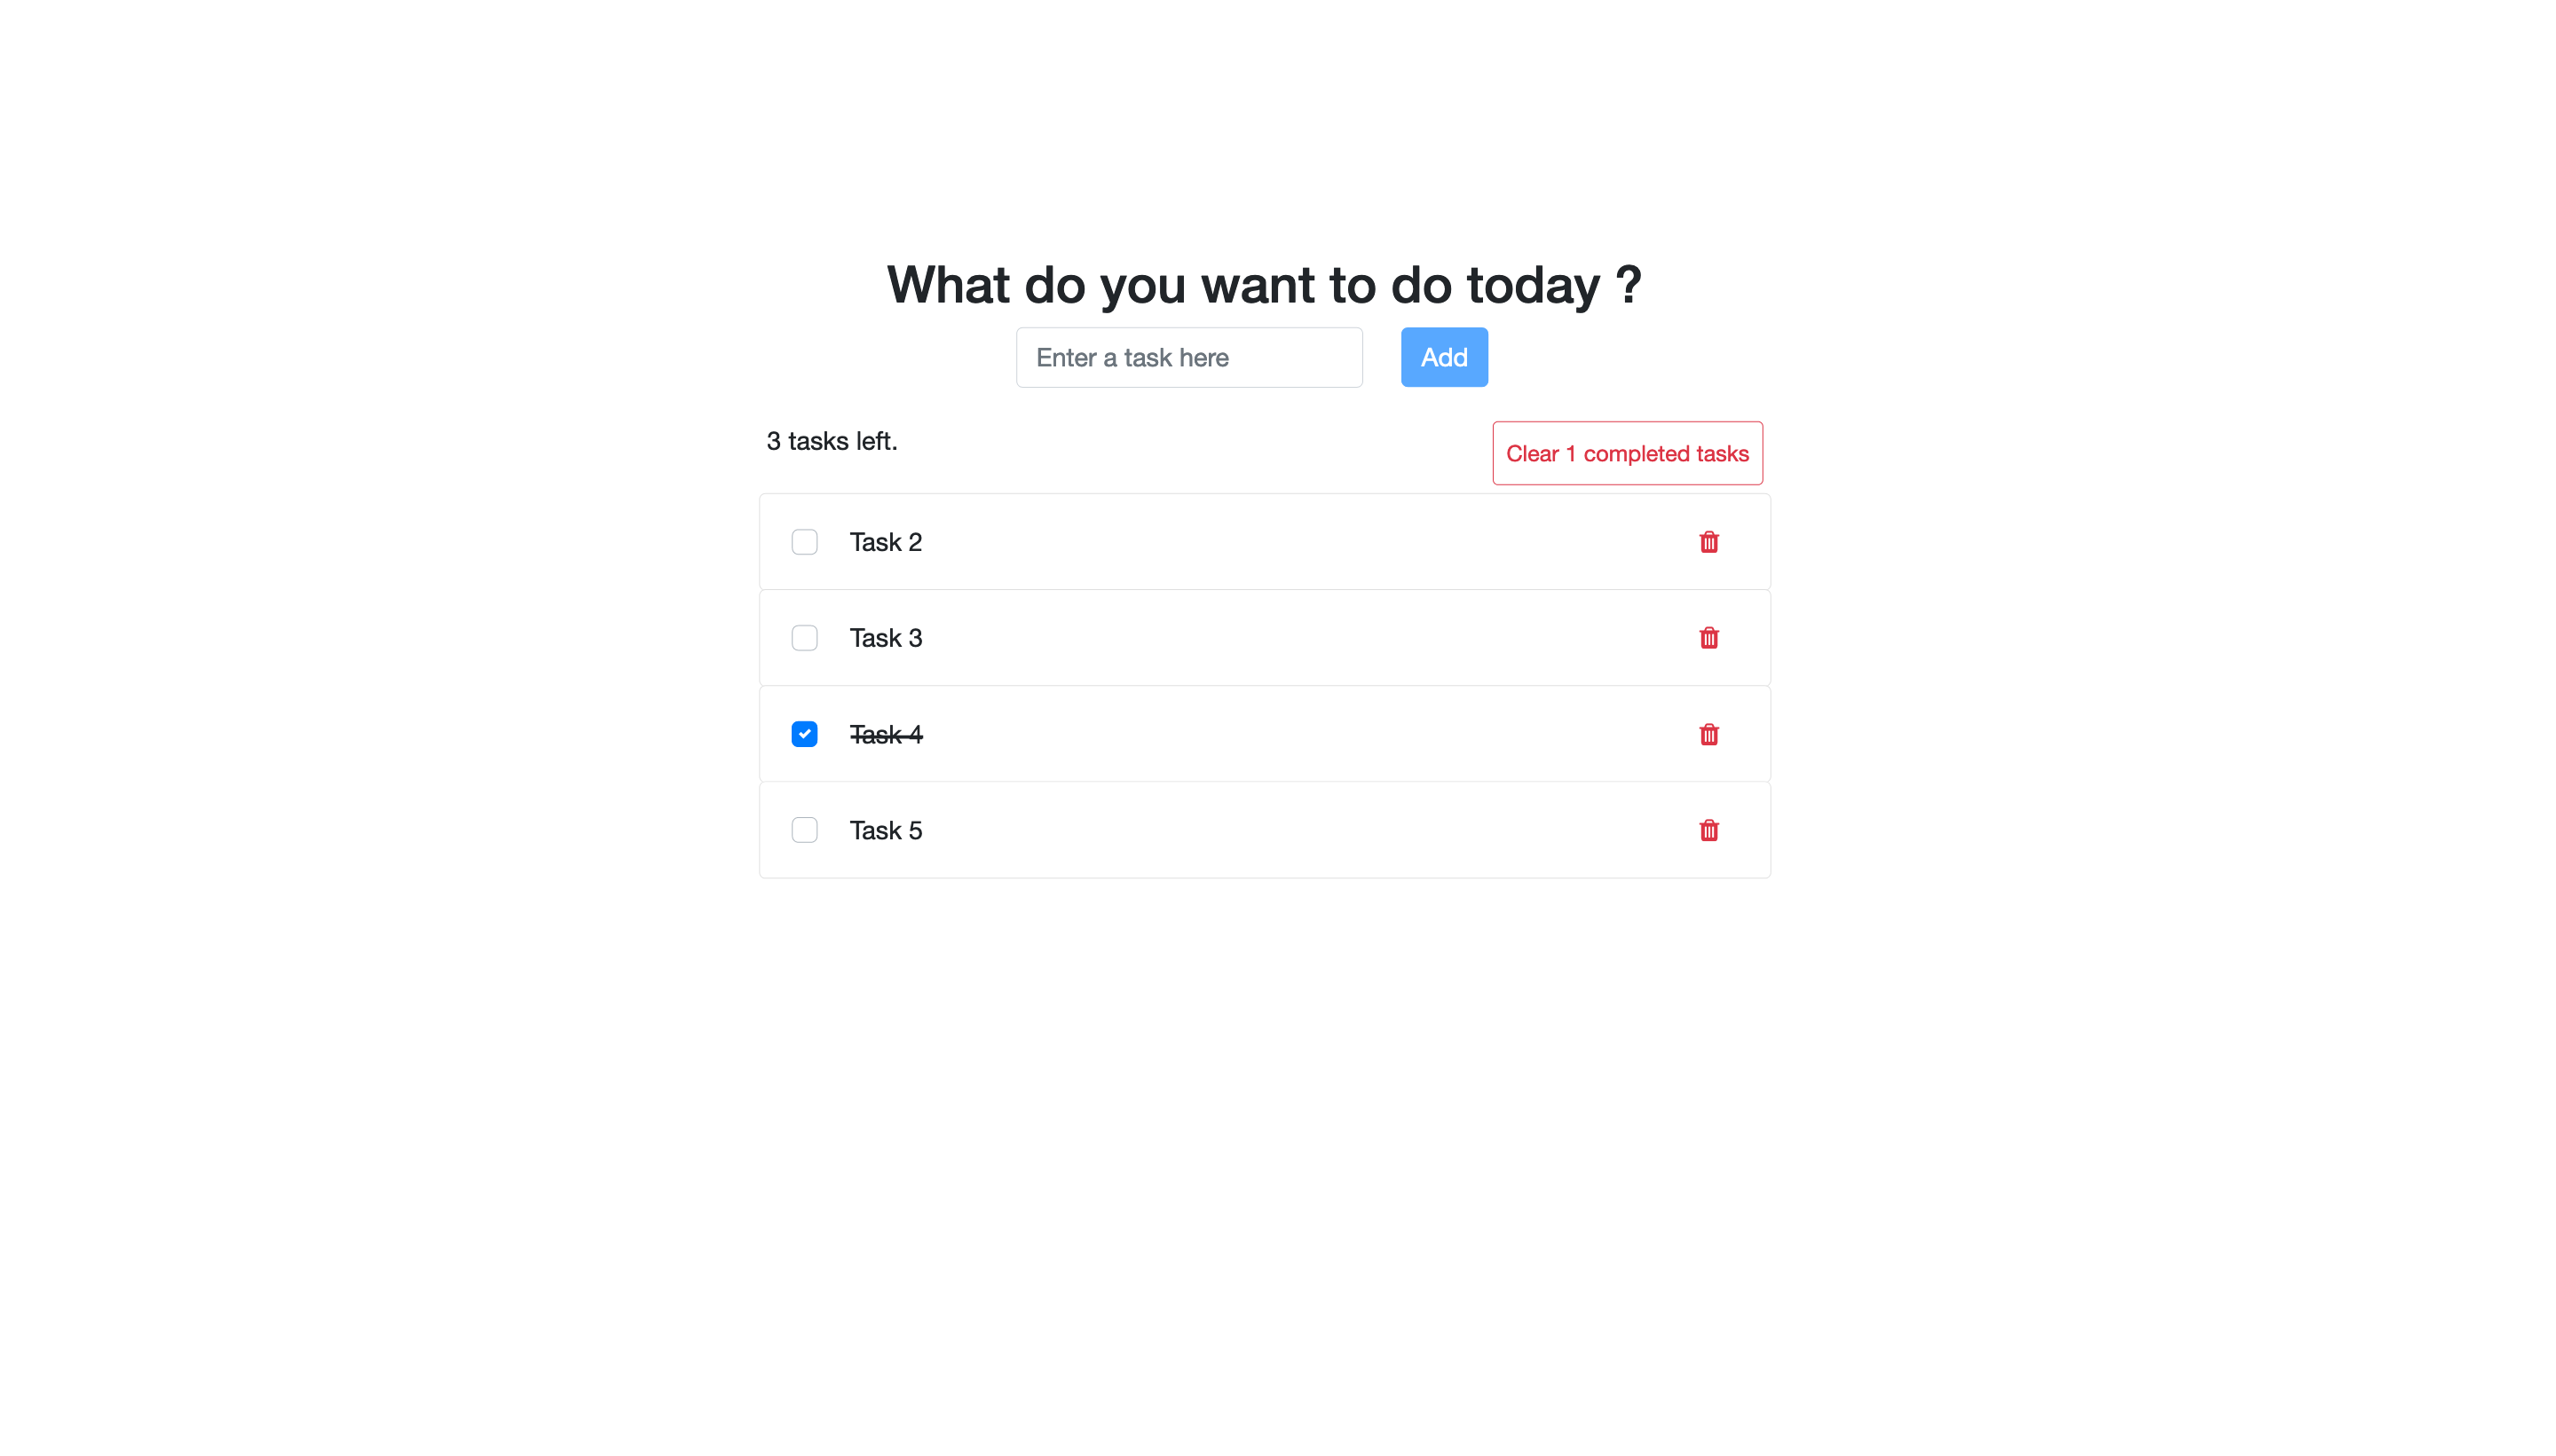 What do you want to do today ?
Enter a task here
Add
3 tasks left.
Clear 1 completed tasks
Task 2
Task 3
Task 4
Task 5